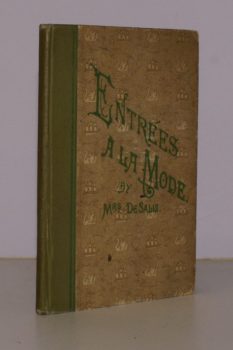 ENTRÉES
A LA MODE.
BY
MRS DE SALIS.